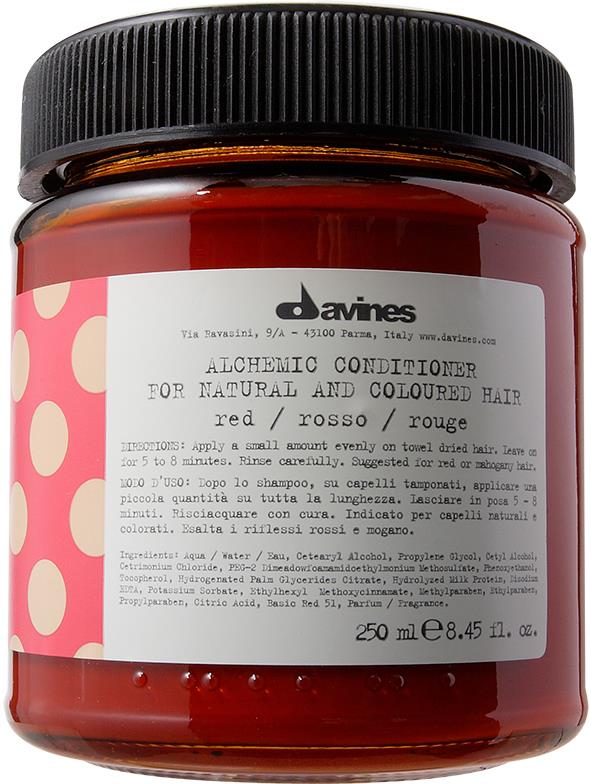 davines
Via Ravasini, 9/A - 43100 Parma, Italy www.davines.com
ALCHEMIC CONDITIONER
FOR NATURAL AND COLOURED HAIR
red / rosso / rouge
DIRECTIONS: Apply a small amount evenly on towel dried hair. Leave on
for 5 to 8 minutes. Rinse carefully. Suggested for red or mahogany hair.
MODO D'USO: Dopo lo shampoo, su capelli tamponati, applicare una
piccola quantità su tutta la lunghezza. Lasciare in posa 5 - 8
minuti. Risciacquare con cura. Indicato per capelli naturali e
colorati. Esalta i riflessi rossi e mogano.
Ingredients: Aqua / Water / Eau, Cetearyl Alcohol, Propylene Glycol, Cetyl Alcohol,
Cetrimonium Chloride, PEG-2 Dimeadowfoamamidoethylmonium Methosulfate, Phenoxyethanol,
Tocopherol, Hydrogenated Palm Glycerides Citrate, Hydrolyzed Milk Protein, Disodium
EDTA, Potassium Sorbate, Ethylhexyl Methoxycinnamate, Methylparaben, Ethylparaben,
Propylparaben, Citric Acid, Basic Red 51, Parfum / Fragrance.
250 ml ℮ 8.45 fl. oz.